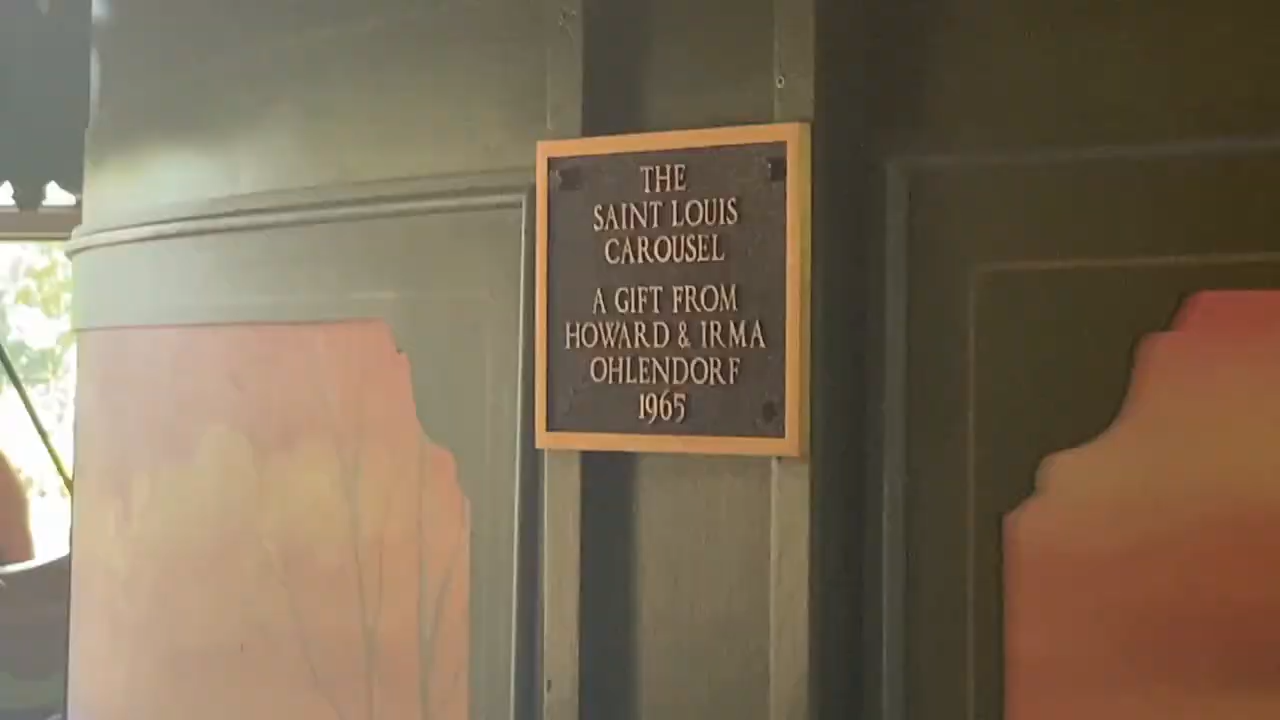 THE
SAINT LOUIS
CAROUSEL
A GIFT FROM
HOWARD & IRMA
OHLENDORF
1965